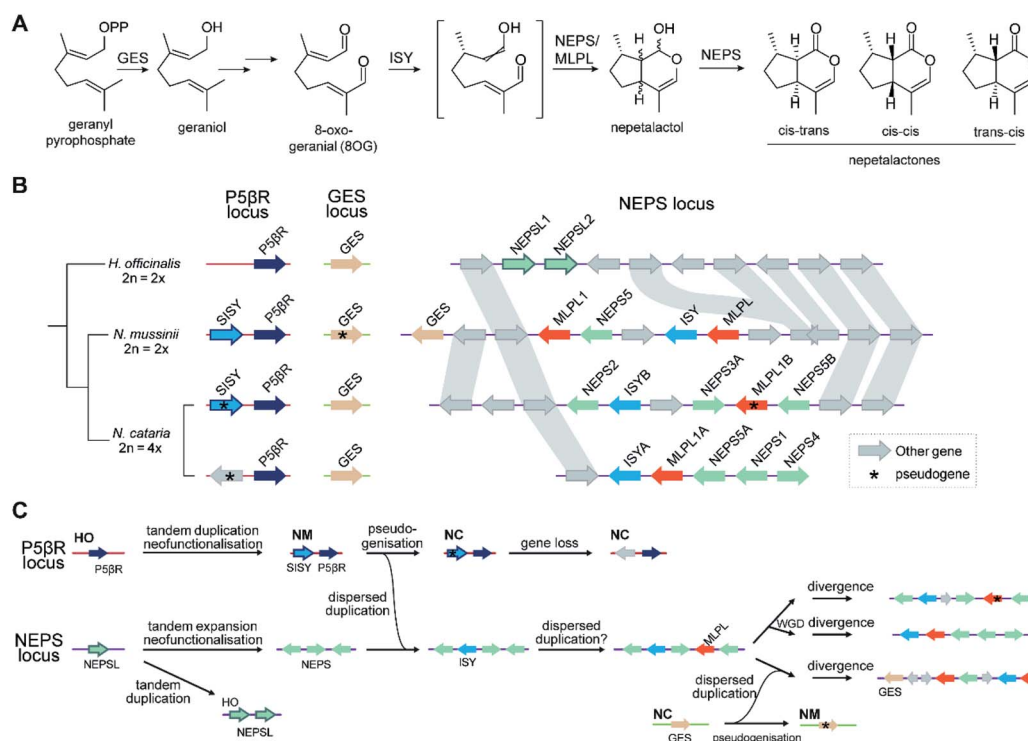 A
OPP
GES
geranyl
pyrophosphate
OH
geraniol
O
O
8-oxo-
geranial (8OG)
ISY
OH
O
NEPS/
MLPL
OH
H
O
H
nepetalactol
NEPS
H
O
O
H
cis-trans
H
O
O
H
cis-cis
H
O
O
H
trans-cis
nepetalactones
B
P5βR
locus
GES
locus
NEPS locus
H. officinalis
2n = 2x
P5βR
GES
NEPSL1
NEPSL2
N. mussinii
2n = 2x
SISY
P5βR
GES
*
GES
MLPL1
NEPS5
ISY
MLPL
N. cataria
2n = 4x
SISY
*
P5βR
GES
NEPS2
ISYB
NEPS3A
MLPL1B
*
NEPS5B
*
P5βR
GES
ISYA
MLPL1A
NEPS5A
NEPS1
NEPS4
Other gene
* pseudogene
C
P5βR
locus
HO
P5βR
tandem duplication
neofunctionalisation
NM
SISY P5βR
pseudo-
genisation
NC
*
gene loss
NC
dispersed
duplication
NEPS
locus
NEPSL
tandem expansion
neofunctionalisation
NEPS
ISY
dispersed
duplication?
MLPL
divergence
*
WGD
divergence
divergence
GES
tandem
duplication
HO
NEPSL
dispersed
duplication
NC
GES
pseudogenisation
NM
*